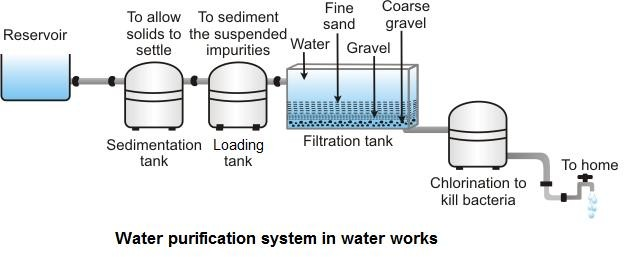 Reservoir
To allow
solids to
settle
To sediment
the suspended
impurities
Water
Fine
sand
Gravel
Coarse
gravel
Sedimentation
tank
Loading
tank
Filtration tank
Chlorination to
kill bacteria
To home
Water purification system in water works